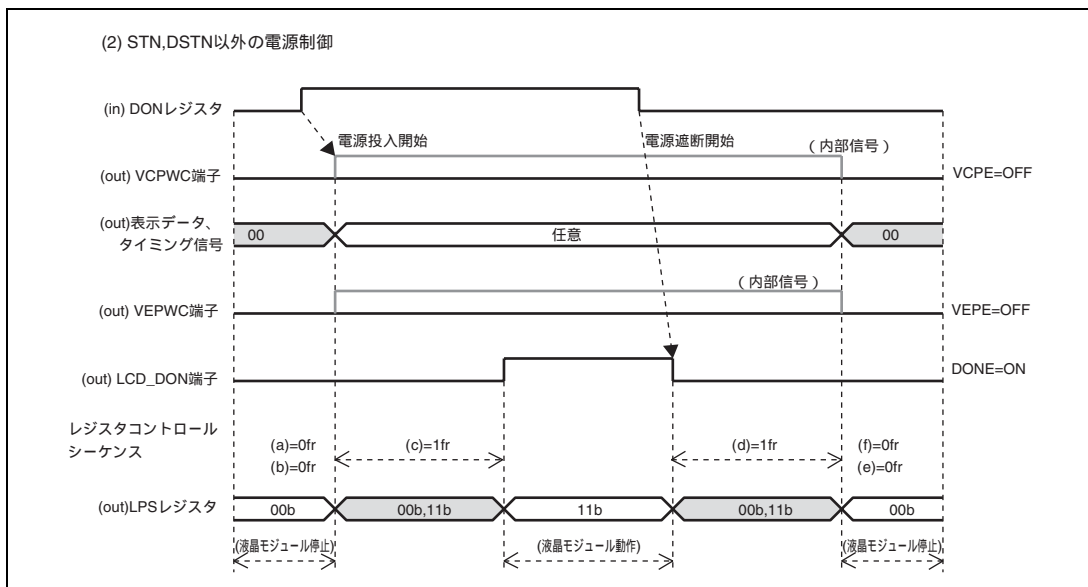 (2) STN,DSTN以外の電源制御
(in) DONレジスタ
電源投入開始
電源遮断開始
(内部信号)
(out) VCPWC端子
VCPE=OFF
(out)表示データ、
タイミング信号
00
任意
00
(内部信号)
(out) VEPWC端子
VEPE=OFF
(out) LCD_DON端子
DONE=ON
レジスタコントロール
シーケンス
(a)=0fr
(b)=0fr
(c)=1fr
(d)=1fr
(f)=0fr
(e)=0fr
(out)LPSレジスタ
00b
00b,11b
11b
00b,11b
00b
(液晶モジュール停止)
(液晶モジュール動作)
(液晶モジュール停止)